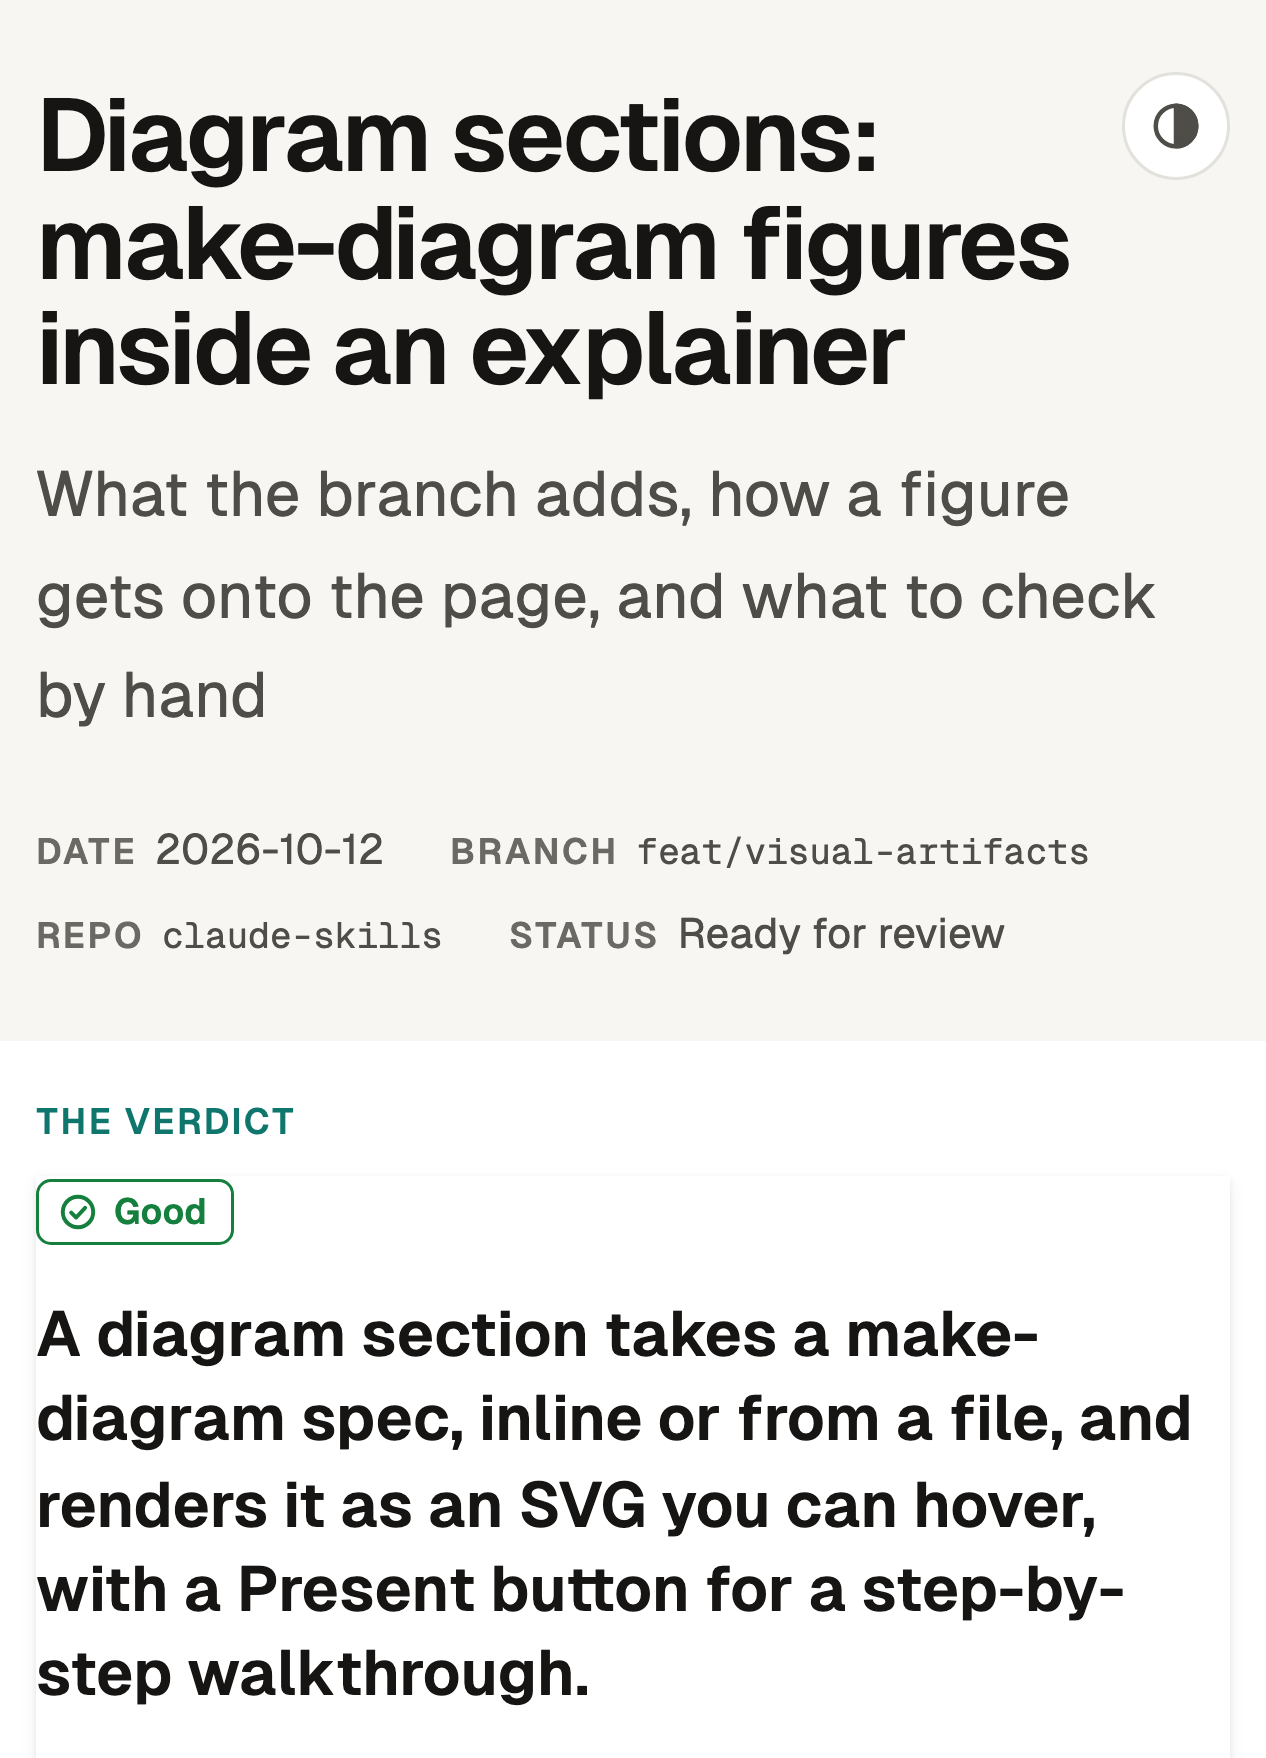 Diagram sections:
make-diagram figures
inside an explainer
What the branch adds, how a figure
gets onto the page, and what to check
by hand
DATE 2026-10-12 BRANCH feat/visual-artifacts
REPO claude-skills STATUS Ready for review
THE VERDICT
Good
A diagram section takes a make-
diagram spec, inline or from a file, and
renders it as an SVG you can hover,
with a Present button for a step-by-
step walkthrough.